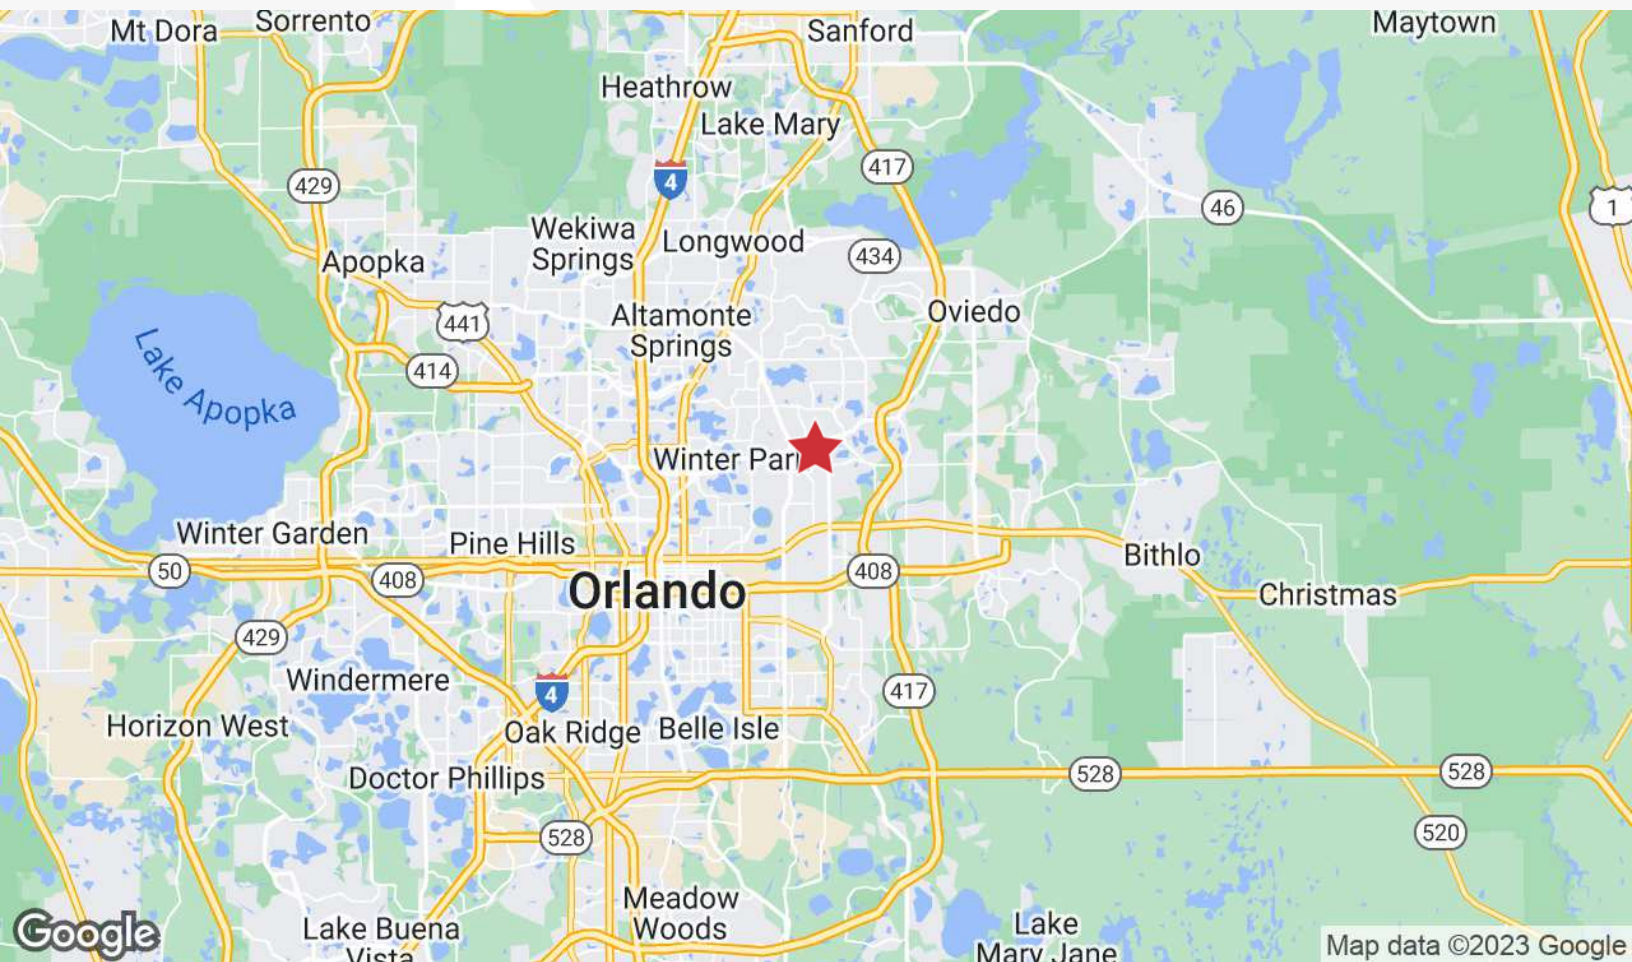 Mt Dora
Sorrento
Sanford
Maytown
Heathrow
Lake Mary
417
4
429
46
1
Wekiwa
Springs
Longwood
434
Apopka
441
Altamonte
Springs
Oviedo
Lake Apopka
414
Winter Par
Winter Garden
Pine Hills
Bithlo
50
408
Orlando
408
Christmas
429
Windermere
4
417
Horizon West
Oak Ridge
Belle Isle
Doctor Phillips
528
528
528
520
Meadow
Woods
Lake Buena
Vista
Lake
Mary Jane
Google
Map data ©2023 Google